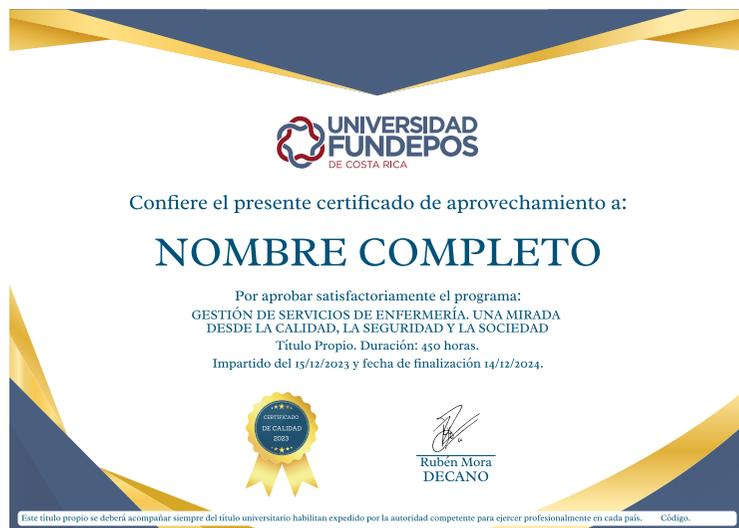 UNIVERSIDAD
FUNDEPOS
DE COSTA RICA
Confiere el presente certificado de aprovechamiento a:
NOMBRE COMPLETO
Por aprobar satisfactoriamente el programa:
GESTIÓN DE SERVICIOS DE ENFERMERÍA. UNA MIRADA
DESDE LA CALIDAD, LA SEGURIDAD Y LA SOCIEDAD
Título Propio. Duración: 450 horas.
Impartido del 15/12/2023 y fecha de finalización 14/12/2024.
CERTIFICADO
DE CALIDAD
2023
Rubén Mora
DECANO
Este título propio se deberá acompañar siempre del título universitario habilitan expedido por la autoridad competente para ejercer profesionalmente en cada país. Código.